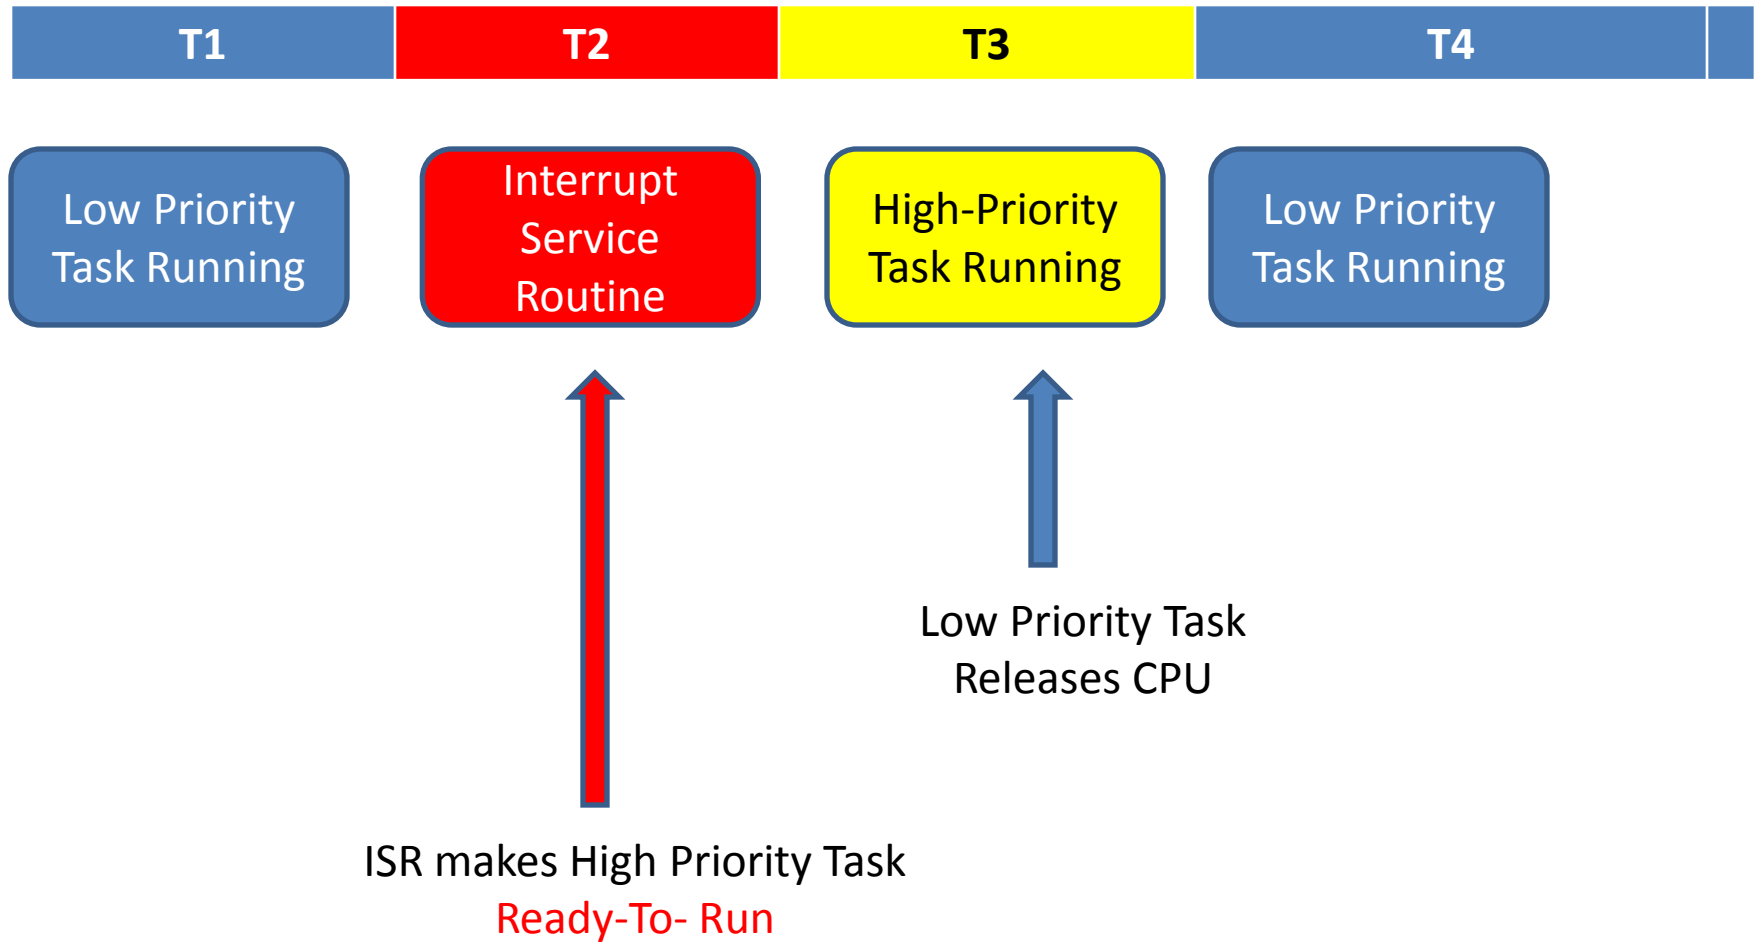 T1
T2
T3
T4
Low Priority
Task Running
Interrupt
Service
Routine
High-Priority
Task Running
Low Priority
Task Running
Low Priority Task
Releases CPU
ISR makes High Priority Task
Ready-To- Run